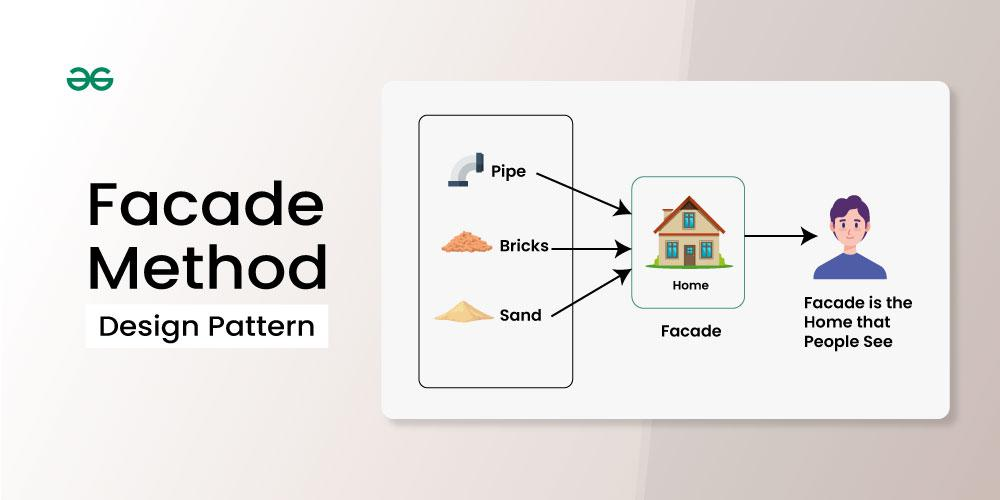 Facade
Method
Design Pattern
Pipe
Bricks
Sand
Home
Facade
Facade is the
Home that
People See